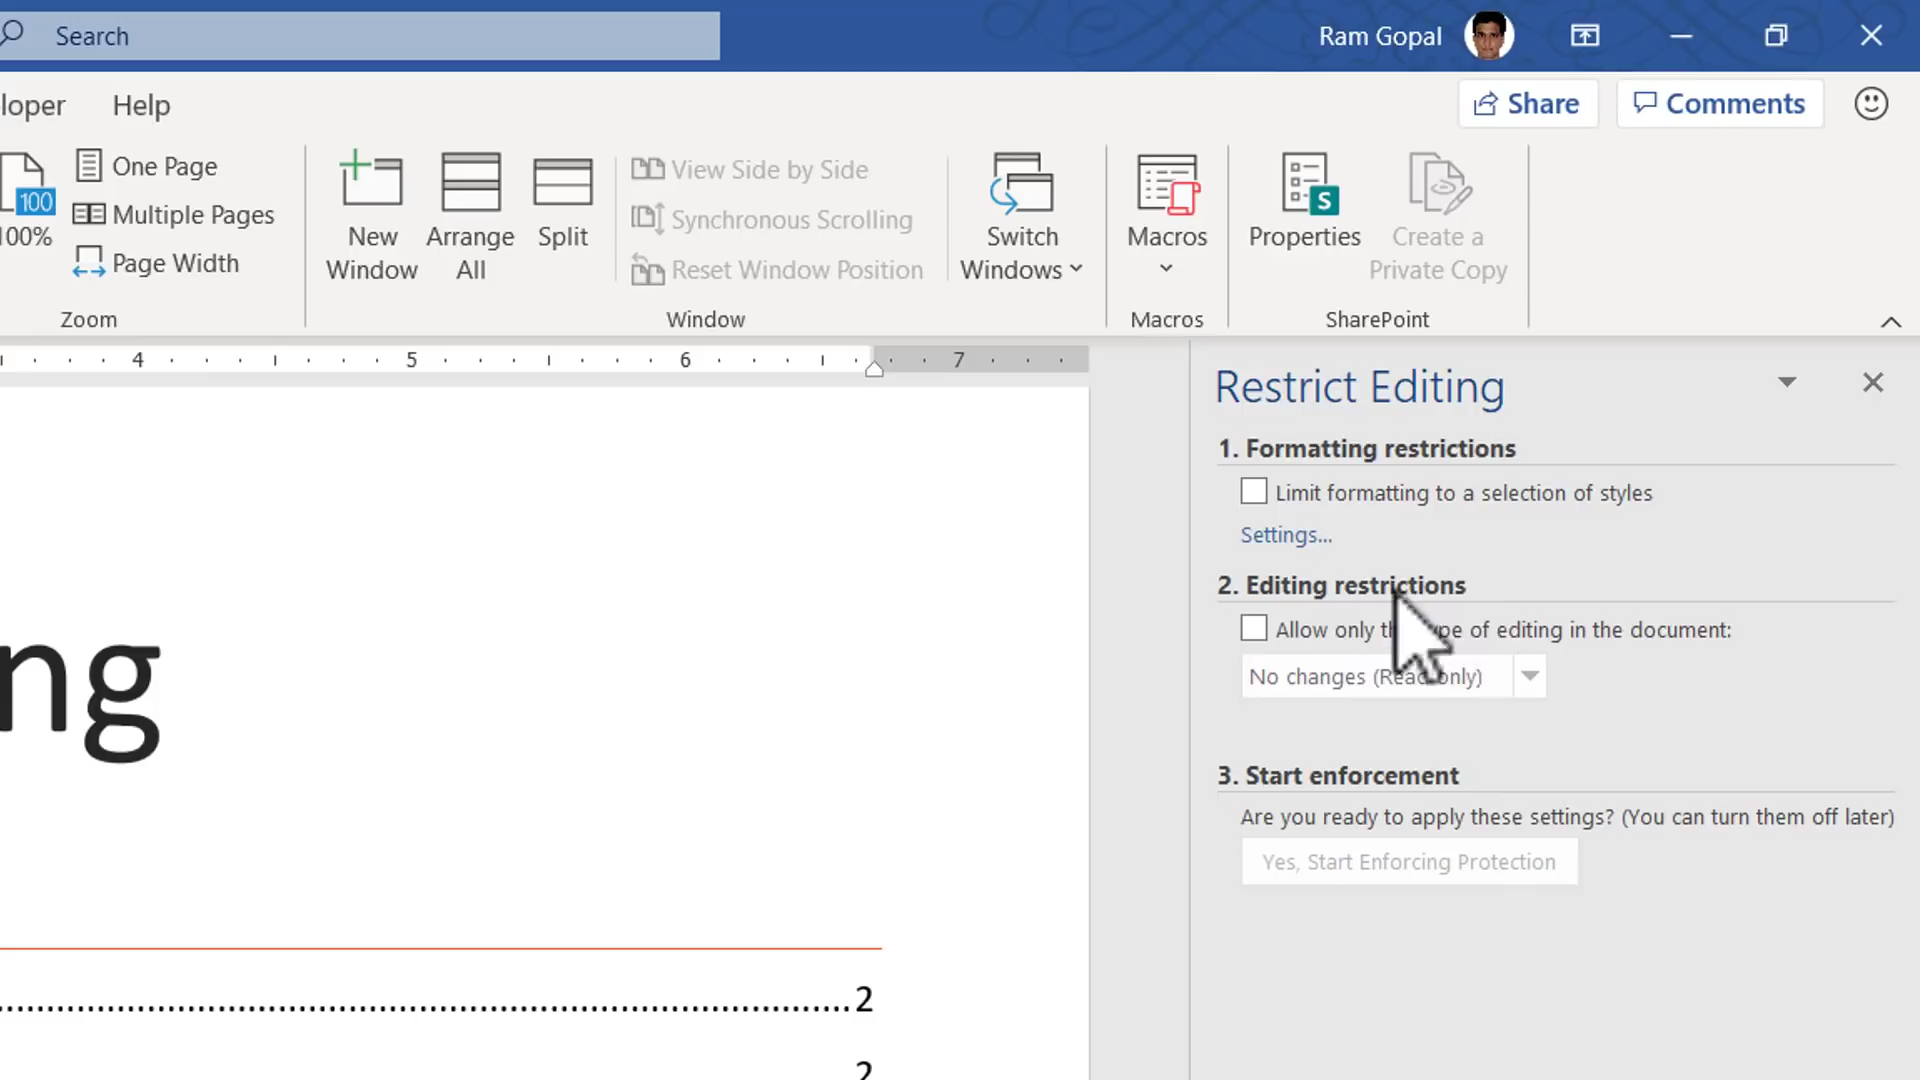 Search
Ram Gopal
loper
Help
Share
Comments
100
100%
One Page
Multiple Pages
Page Width
Zoom
New
Window
Arrange
All
Split
View Side by Side
Synchronous Scrolling
Reset Window Position
Window
Switch
Windows
Macros
Macros
S
Properties
Create a
Private Copy
SharePoint
4 5 6 7
Restrict Editing
1. Formatting restrictions
Limit formatting to a selection of styles
Settings...
2. Editing restrictions
Allow only of editing in the document:
No changes (Read only)
3. Start enforcement
Are you ready to apply these settings? (You can turn them off later)
Yes, Start Enforcing Protection
ng
2
2